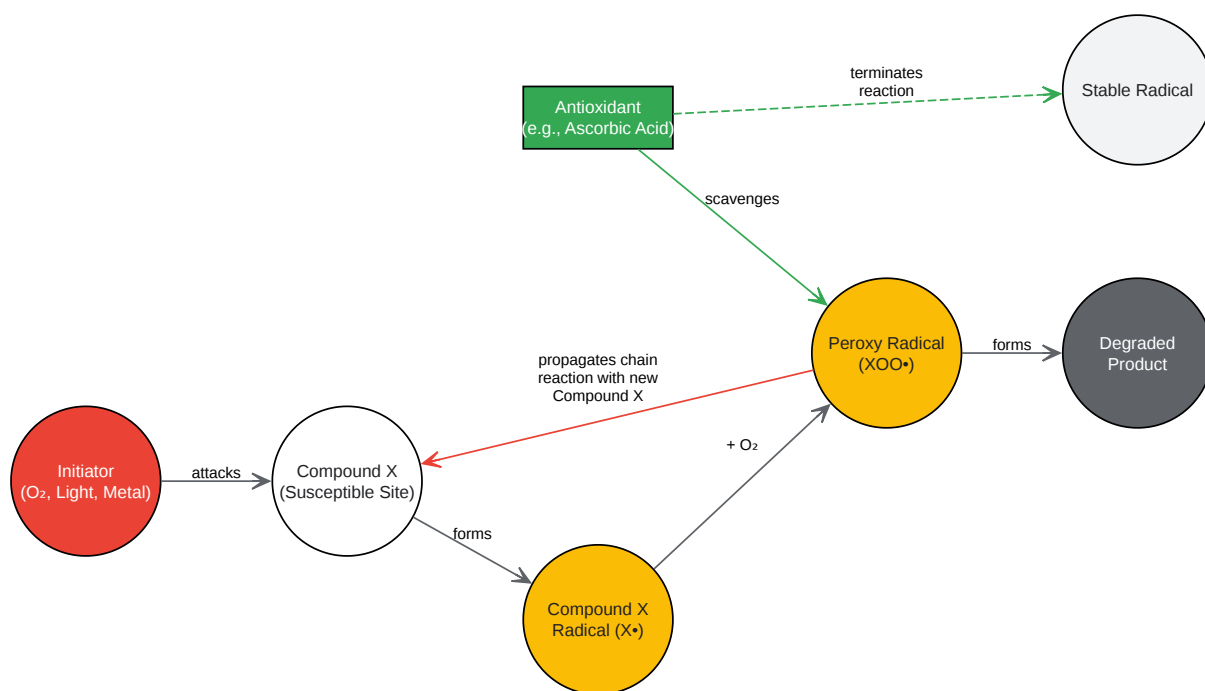 terminates
reaction
Stable Radical
Antioxidant
(e.g., Ascorbic Acid)
scavenges
Peroxy Radical
(XOO•)
forms
Degraded
Product
propagates chain
reaction with new
Compound X
+ O₂
Initiator
(O₂, Light, Metal)
attacks
Compound X
(Susceptible Site)
forms
Compound X
Radical (X•)